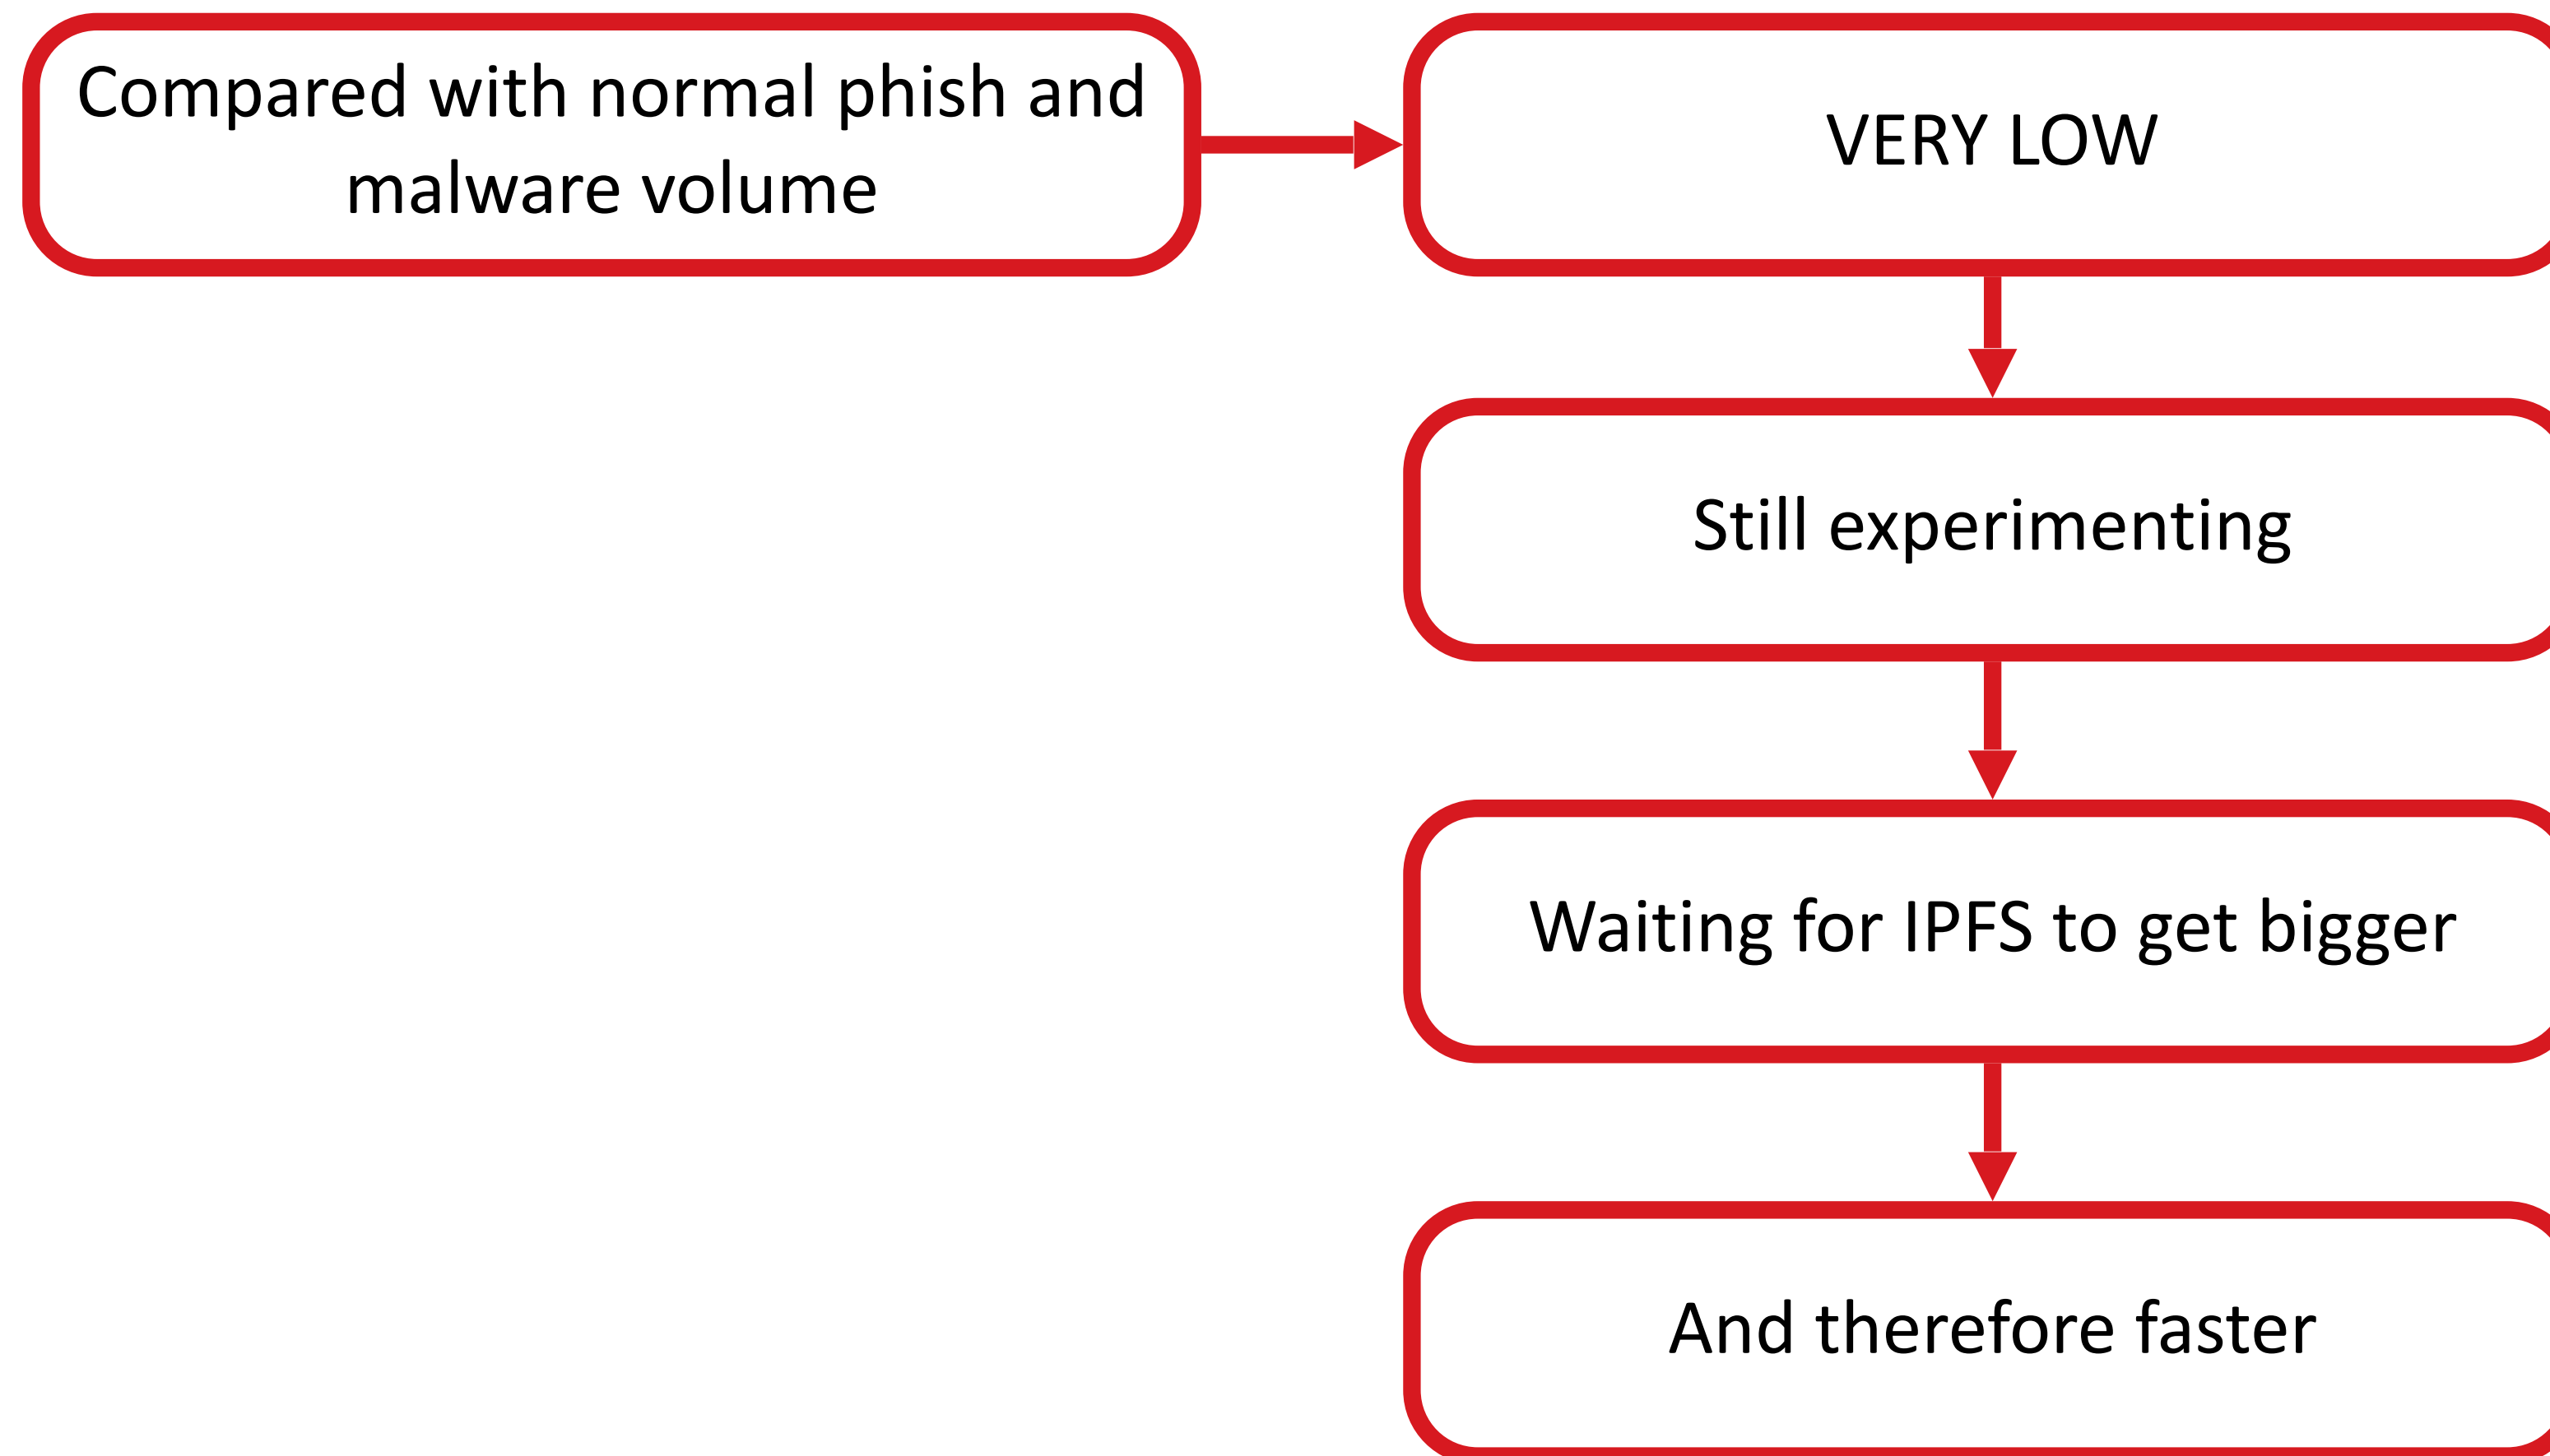 Compared with normal phish and
malware volume
VERY LOW
Still experimenting
Waiting for IPFS to get bigger
And therefore faster